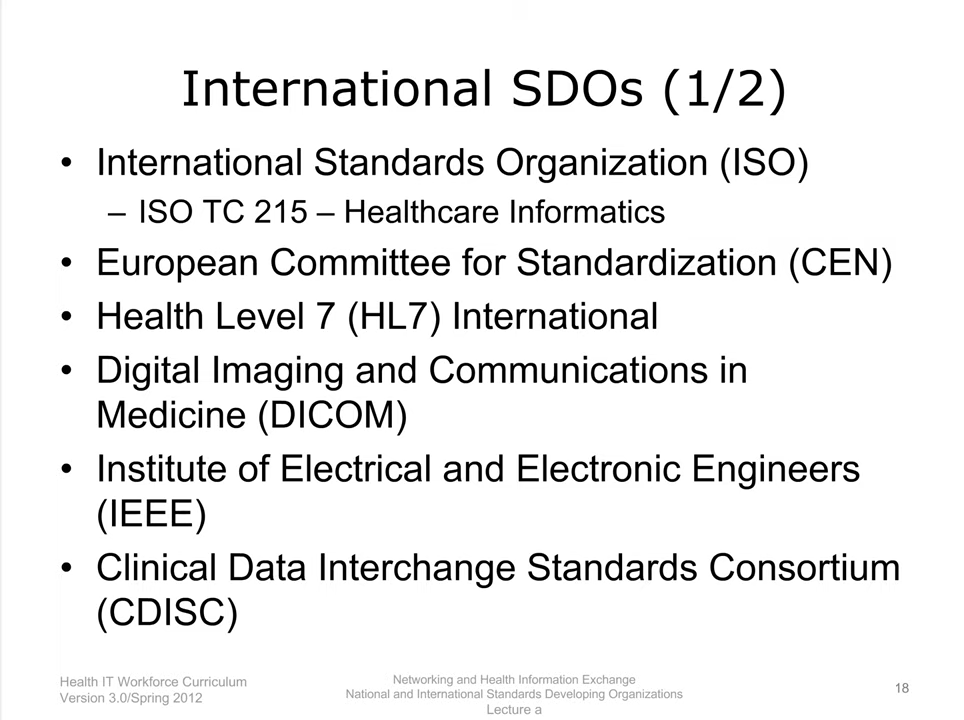 International SDOs (1/2)
• International Standards Organization (ISO)
– ISO TC 215 – Healthcare Informatics
• European Committee for Standardization (CEN)
• Health Level 7 (HL7) International
• Digital Imaging and Communications in
Medicine (DICOM)
• Institute of Electrical and Electronic Engineers
(IEEE)
• Clinical Data Interchange Standards Consortium
(CDISC)
Health IT Workforce Curriculum
Version 3.0/Spring 2012
Networking and Health Information Exchange
National and International Standards Developing Organizations
Lecture a
18